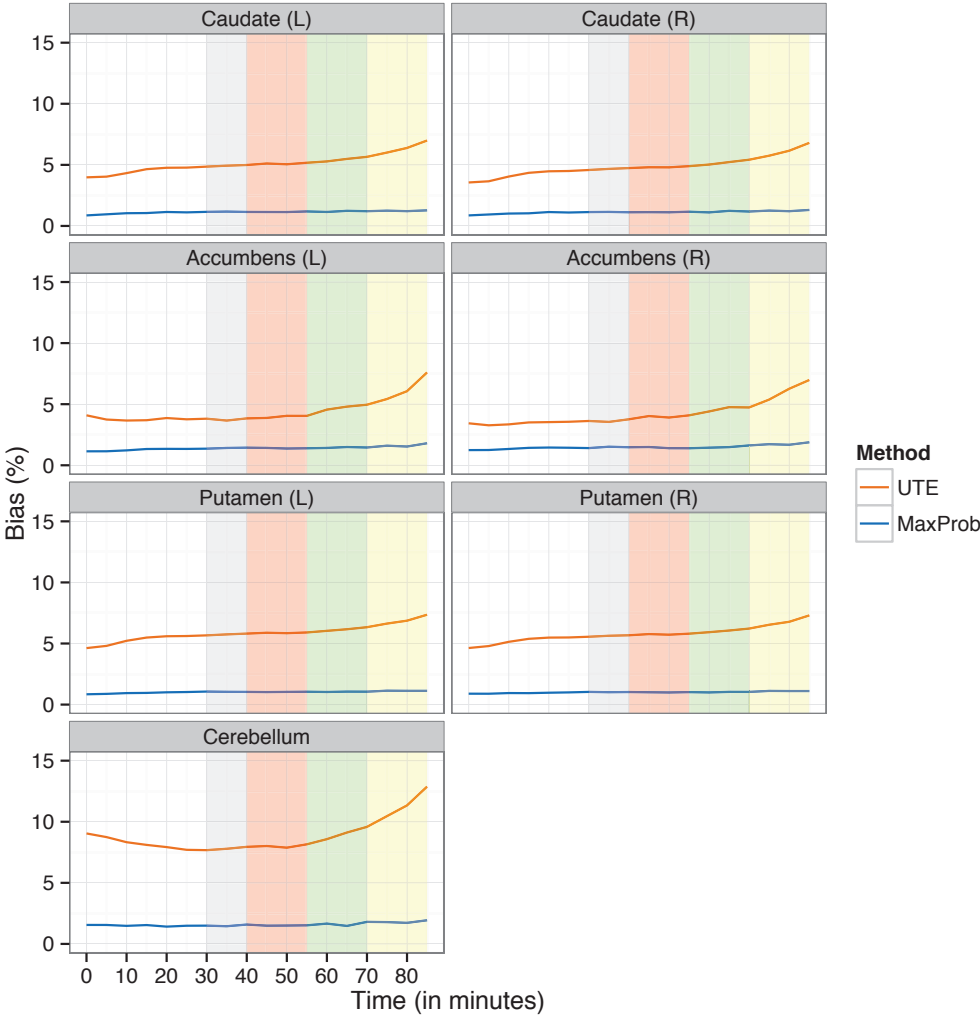 Caudate (L)
Caudate (R)
15
10
5
0
Accumbens (L)
Accumbens (R)
15
10
5
0
Putamen (L)
Putamen (R)
15
10
5
0
Cerebellum
15
10
5
0
0 10 20 30 40 50 60 70 80
Time (in minutes)
Bias (%)
Method
UTE
MaxProb